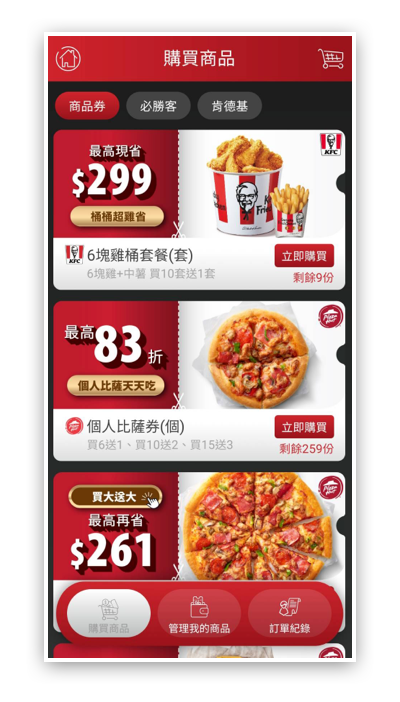 購買商品
商品券
必勝客
肯德基
最高現省
$299
桶桶超雞省
KFC
KFC
6塊雞桶套餐(套)
6塊雞+中薯 買10套送1套
立即購買
剩餘9份
最高83折
個人比薩天天吃
個人比薩券(個)
買6送1、買10送2、買15送3
立即購買
剩餘259份
買大送大
最高再省
$261
購買商品
管理我的商品
訂單紀錄